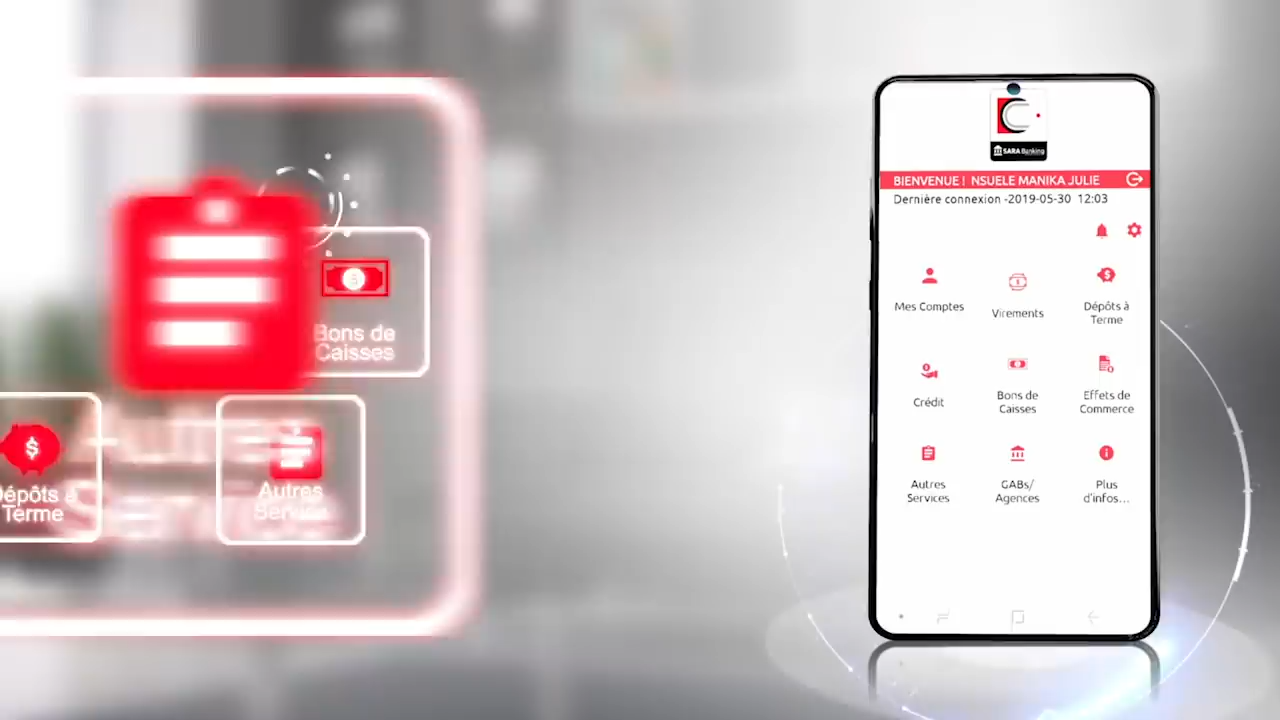 SARA Banking
BIENVENUE ! NSUELE MANIKA JULIE
Dernière connexion -2019-05-30 12:03
Mes Comptes
Virements
Dépôts à
Terme
Crédit
Bons de
Caisses
Effets de
Commerce
Autres
Services
GABs/
Agences
Plus
d'infos...
Bons de
Caisses
Dépôts à
Terme
Autres
Service